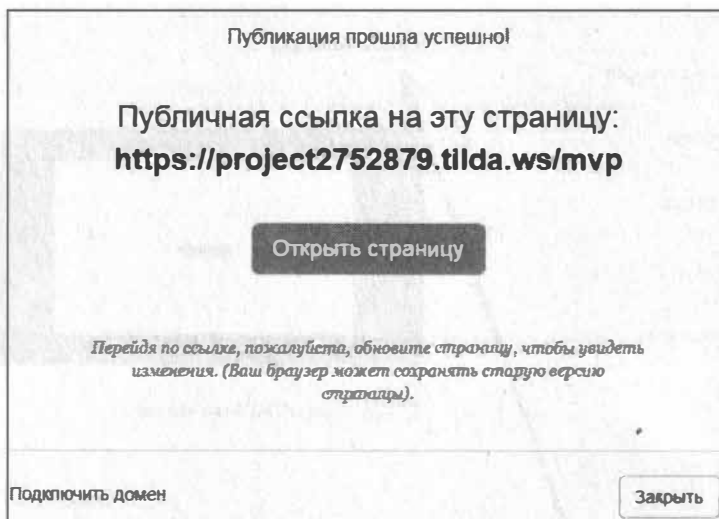 Публикация прошла успешно!
Публичная ссылка на эту страницу:
https://project2752879.tilda.ws/mvp
Открыть страницу
Перейдя по ссылке, пожалуйста, обновите страницу, чтобы увидеть
изменения. (Ваш браузер может сохранять старую версию
страницы).
Подключить домен
Закрыть